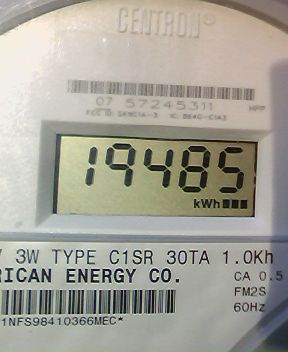 CENTRON®
07 57245311
19485
kWh
3W TYPE C1SR 30TA 1.0Kh
RICAN ENERGY CO.
CA 0.5
FM2S
60Hz
1NFS98410366MEC*